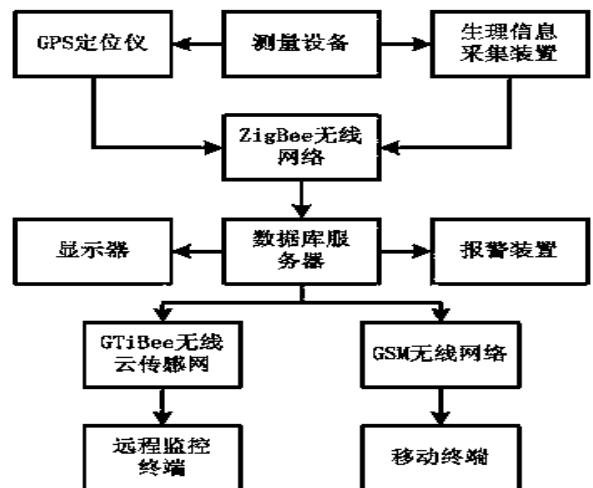 GPS定位仪
测量设备
生理信息
采集装置
ZigBee无线
网络
显示器
数据库服
务器
报警装置
GTiBee无线
云传感网
GSM无线网络
远程监控
终端
移动终端